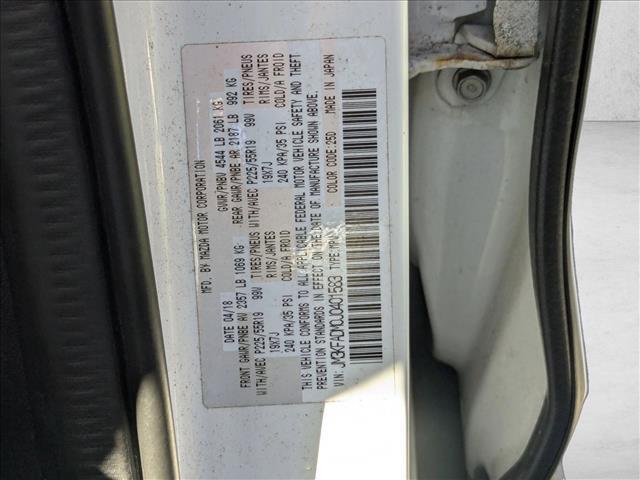 MFD. BY MAZDA MOTOR CORPORATION
DATE 04/18 GVWR/PNBV 4544 LB 2061 KG
FRONT GAWR/PNBE AV 2357 LB 1069 KG REAR GAWR/PNBE AR 2187 LB 992 KG
WITH/AVEC P225/55R19 99V TIRES/PNEUS WITH/AVEC P225/55R19 99V TIRES/PNEUS
19X7J RIMS/JANTES 19X7J RIMS/JANTES
240 KPA/35 PSI COLD/A FROID 240 KPA/35 PSI COLD/A FROID
THIS VEHICLE CONFORMS TO ALL APPLICABLE FEDERAL MOTOR VEHICLE SAFETY AND THEFT
PREVENTION STANDARDS IN EFFECT ON THE DATE OF MANUFACTURE SHOWN ABOVE.
VIN: JM3KFADM0J0401583 TYPE: COLOR CODE: 25D MADE IN JAPAN